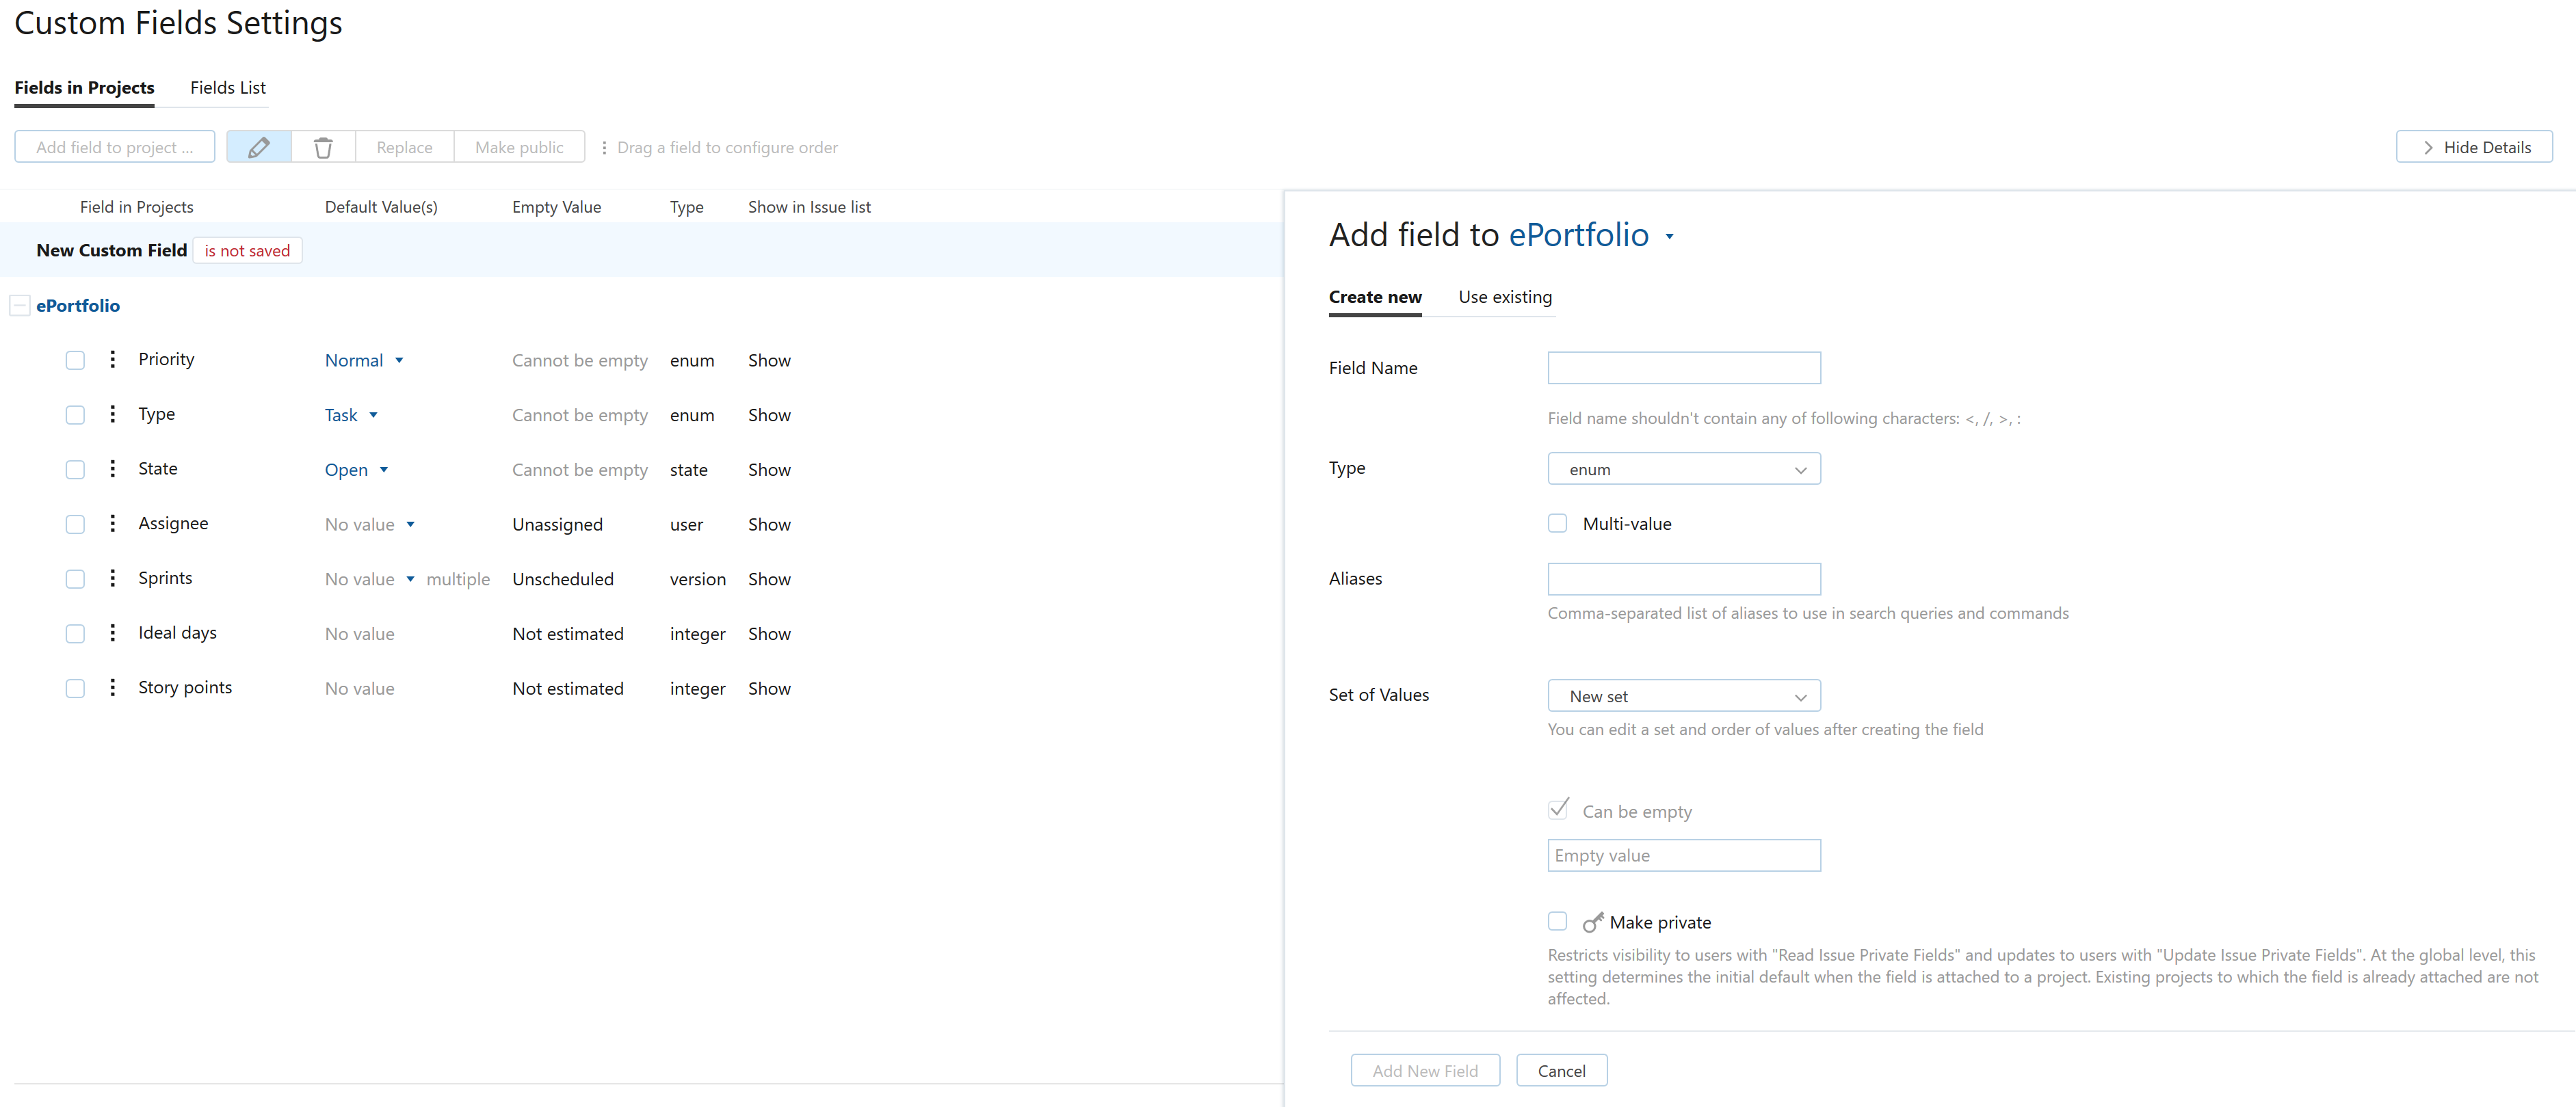 Custom Fields Settings
Fields in Projects Fields List
Add field to project ... Replace Make public Drag a field to configure order Hide Details
Field in Projects Default Value(s) Empty Value Type Show in Issue list
New Custom Field is not saved
ePortfolio
Priority Normal Cannot be empty enum Show
Type Task Cannot be empty enum Show
State Open Cannot be empty state Show
Assignee No value Unassigned user Show
Sprints No value multiple Unscheduled version Show
Ideal days No value Not estimated integer Show
Story points No value Not estimated integer Show
Add field to ePortfolio
Create new Use existing
Field Name
Field name shouldn't contain any of following characters: <, /, >, :
Type enum
Multi-value
Aliases
Comma-separated list of aliases to use in search queries and commands
Set of Values New set
You can edit a set and order of values after creating the field
Can be empty
Empty value
Make private
Restricts visibility to users with "Read Issue Private Fields" and updates to users with "Update Issue Private Fields". At the global level, this
setting determines the initial default when the field is attached to a project. Existing projects to which the field is already attached are not
affected.
Add New Field Cancel